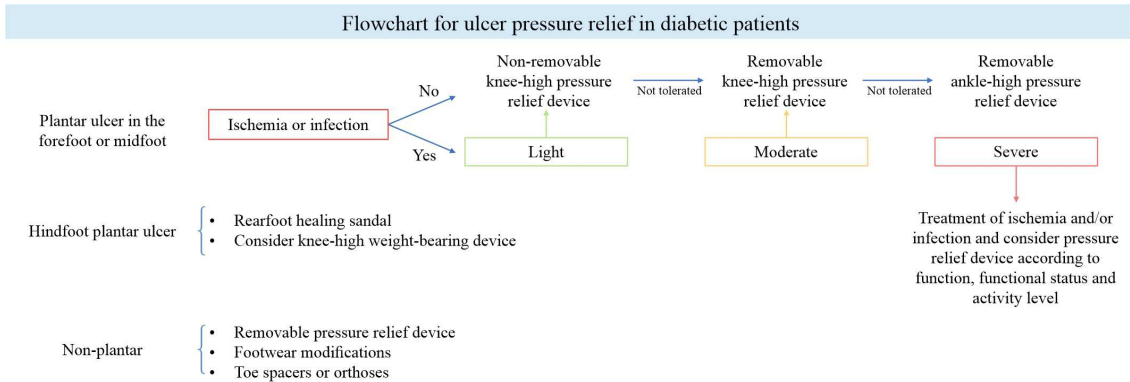 Flowchart for ulcer pressure relief in diabetic patients
Plantar ulcer in the
forefoot or midfoot
Ischemia or infection
No
Yes
Non-removable
knee-high pressure
relief device
Not tolerated
Removable
knee-high pressure
relief device
Not tolerated
Removable
ankle-high pressure
relief device
Light
Moderate
Severe
Treatment of ischemia and/or
infection and consider pressure
relief device according to
function, functional status and
activity level
Hindfoot plantar ulcer
• Rearfoot healing sandal
• Consider knee-high weight-bearing device
Non-plantar
• Removable pressure relief device
• Footwear modifications
• Toe spacers or orthoses